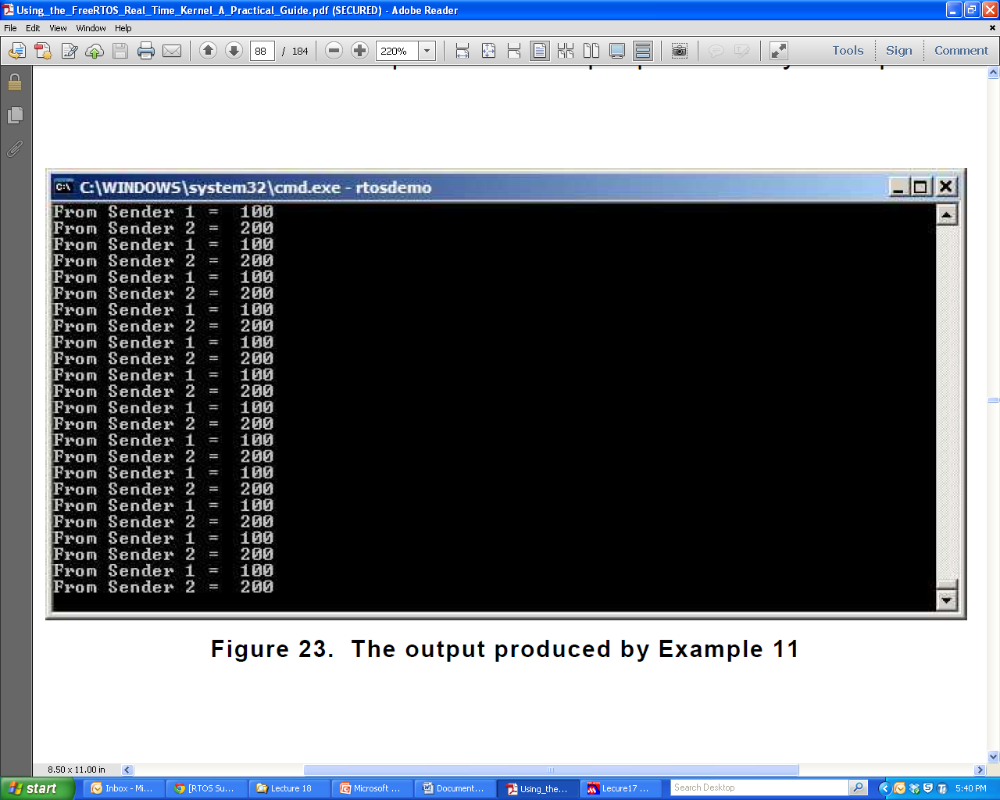 Using_the_FreeRTOS_Real_Time_Kernel_A_Practical_Guide.pdf (SECURED) - Adobe Reader
File Edit View Window Help
88 / 184 220% Tools Sign Comment
C:\WINDOWS\system32\cmd.exe - rtosdemo
From Sender 1 = 100
From Sender 2 = 200
From Sender 1 = 100
From Sender 2 = 200
From Sender 1 = 100
From Sender 2 = 200
From Sender 1 = 100
From Sender 2 = 200
From Sender 1 = 100
From Sender 2 = 200
From Sender 1 = 100
From Sender 2 = 200
From Sender 1 = 100
From Sender 2 = 200
From Sender 1 = 100
From Sender 2 = 200
From Sender 1 = 100
From Sender 2 = 200
From Sender 1 = 100
From Sender 2 = 200
From Sender 1 = 100
From Sender 2 = 200
From Sender 1 = 100
From Sender 2 = 200
Figure 23. The output produced by Example 11
8.50 x 11.00 in
start Inbox - Mi... [RTOS Su... Lecture 18 Microsoft ... Document... Using_the... Lecure17 ... Search Desktop 5:40 PM